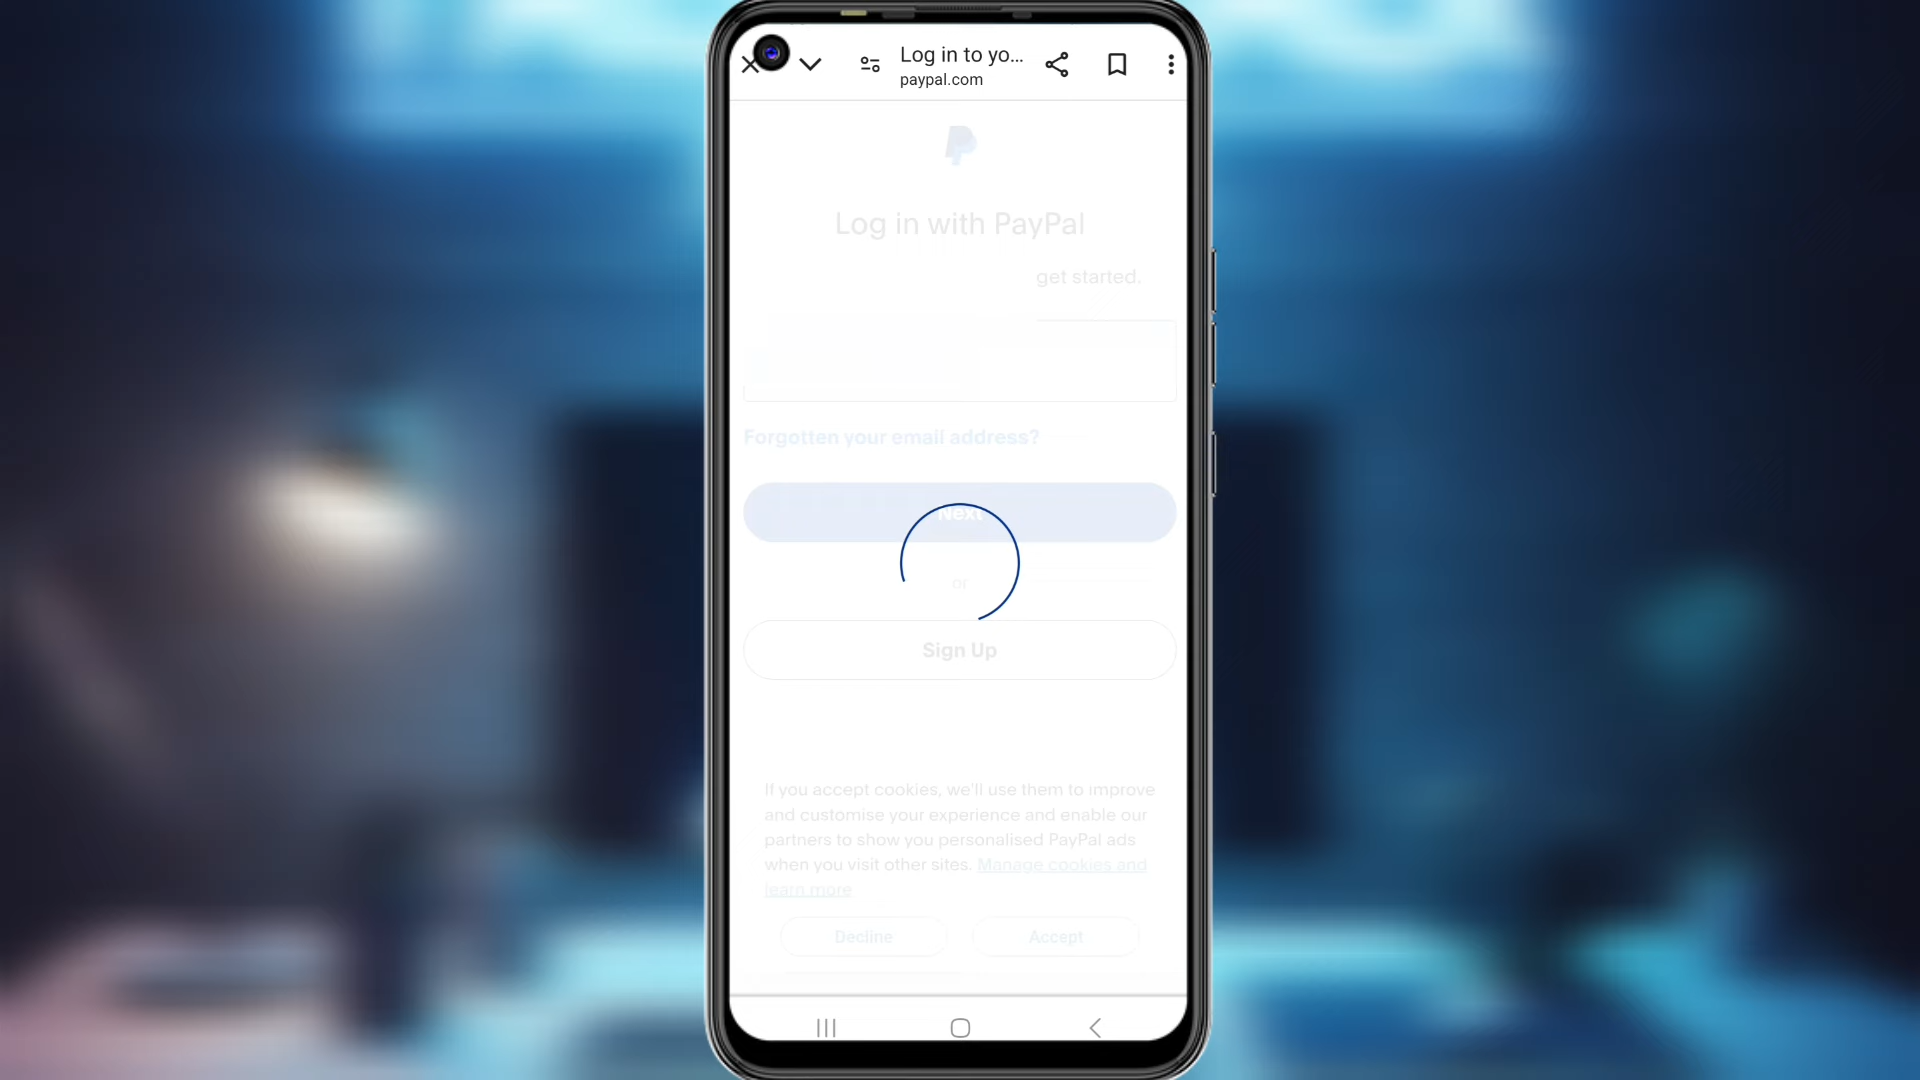 Log in to yo...
paypal.com
Log in with PayPal
get started.
Forgotten your email address?
Next
or
Sign Up
If you accept cookies, we'll use them to improve
and customise your experience and enable our
partners to show you personalised PayPal ads
when you visit other sites. Manage cookies and
learn more
Decline
Accept